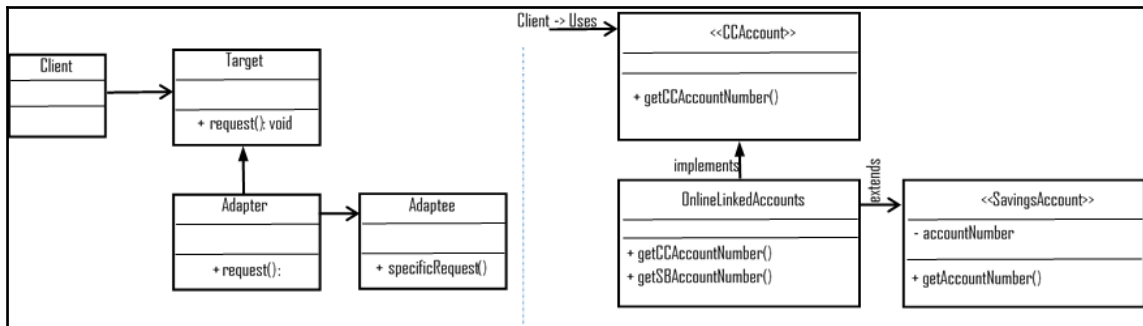 Client
Target
+ request(): void
Adapter
+ request():
Adaptee
+ specificRequest()
Client -> Uses
<<CCAccount>>
+ getCCAccountNumber()
implements
OnlineLinkedAccounts
+ getCCAccountNumber()
+ getSBAccountNumber()
extends
<<SavingsAccount>>
- accountNumber
+ getAccountNumber()